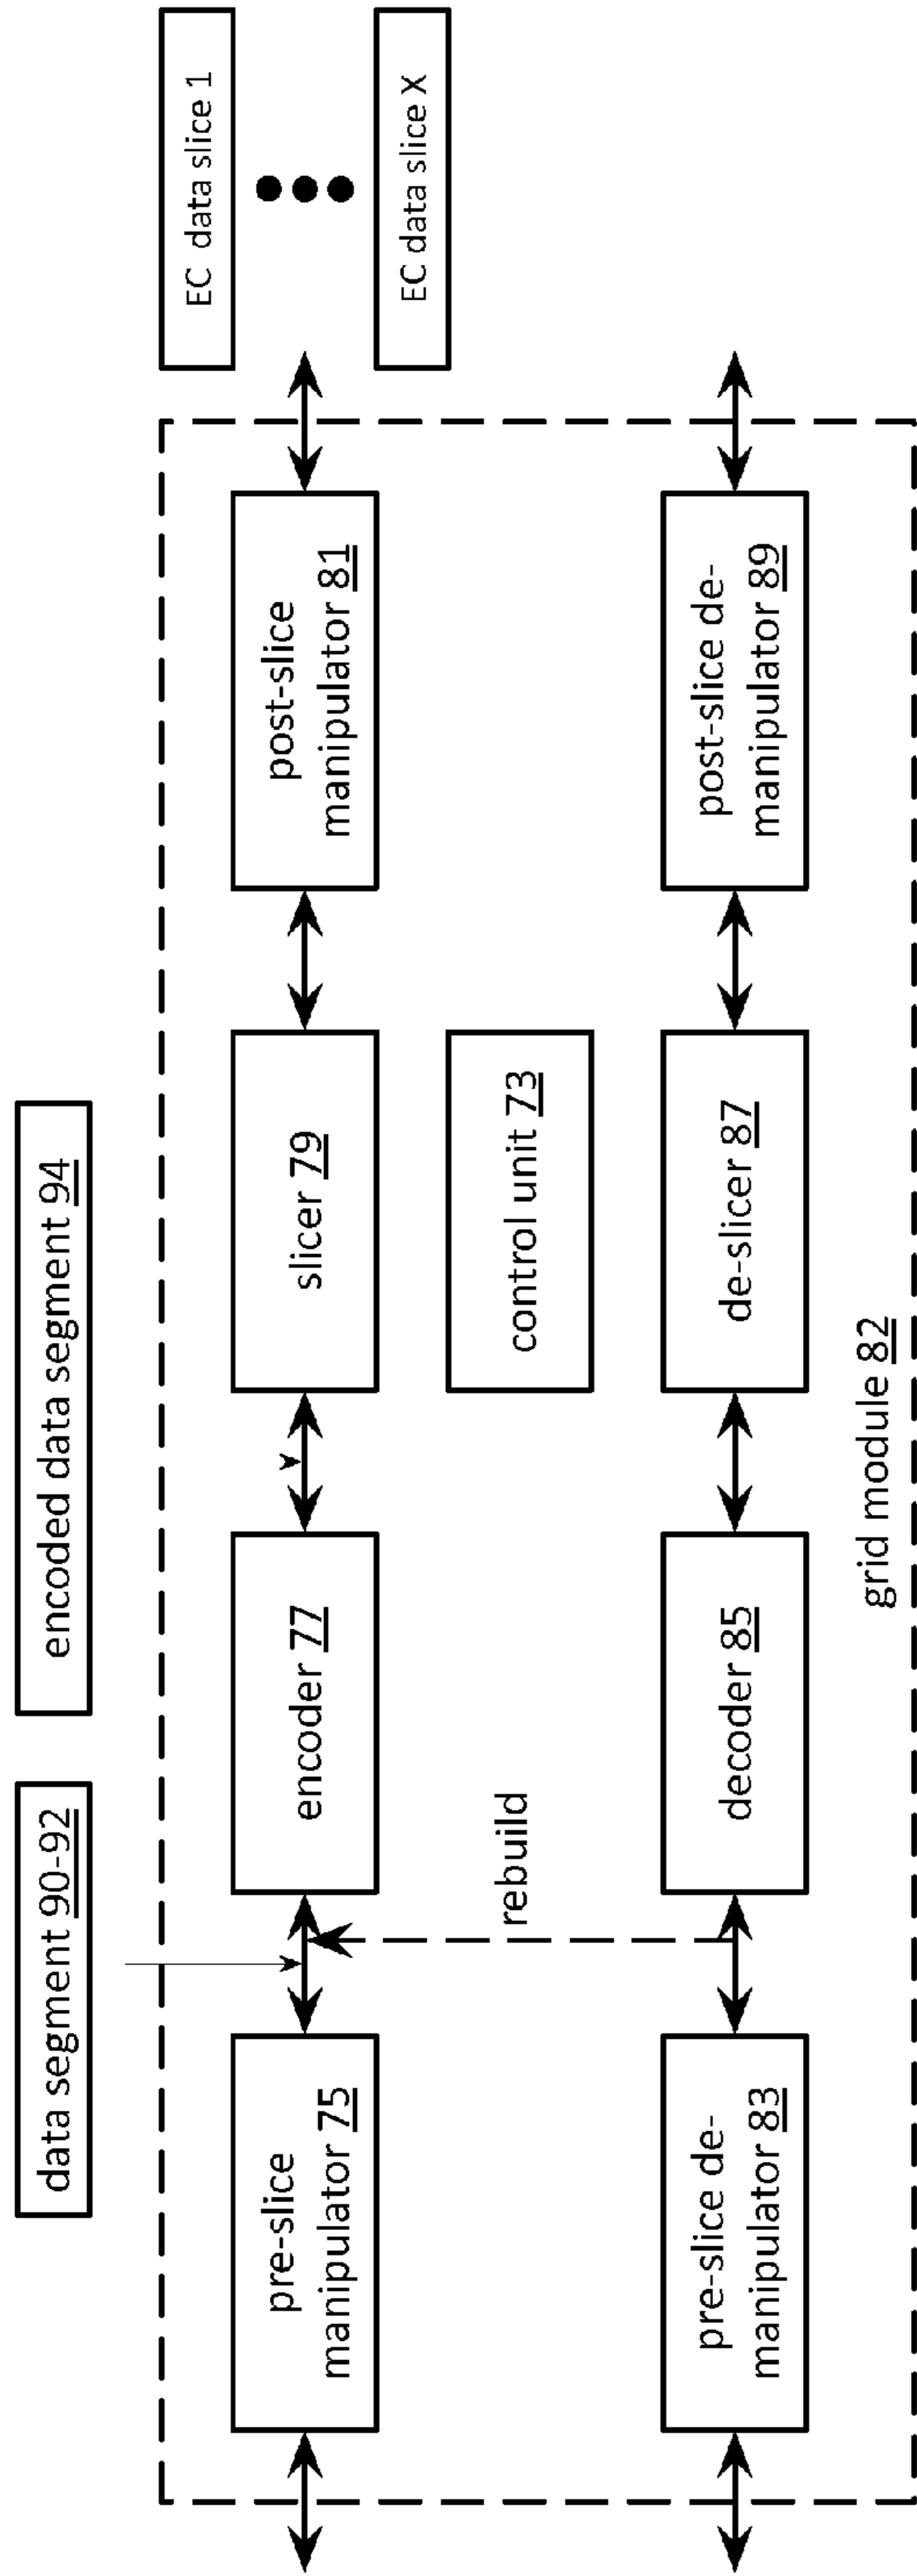 data segment 90-92
encoded data segment 94
EC data slice 1
EC data slice X
pre-slice
manipulator 75
encoder 77
slicer 79
post-slice
manipulator 81
rebuild
control unit 73
pre-slice de-
manipulator 83
decoder 85
de-slicer 87
post-slice de-
manipulator 89
grid module 82